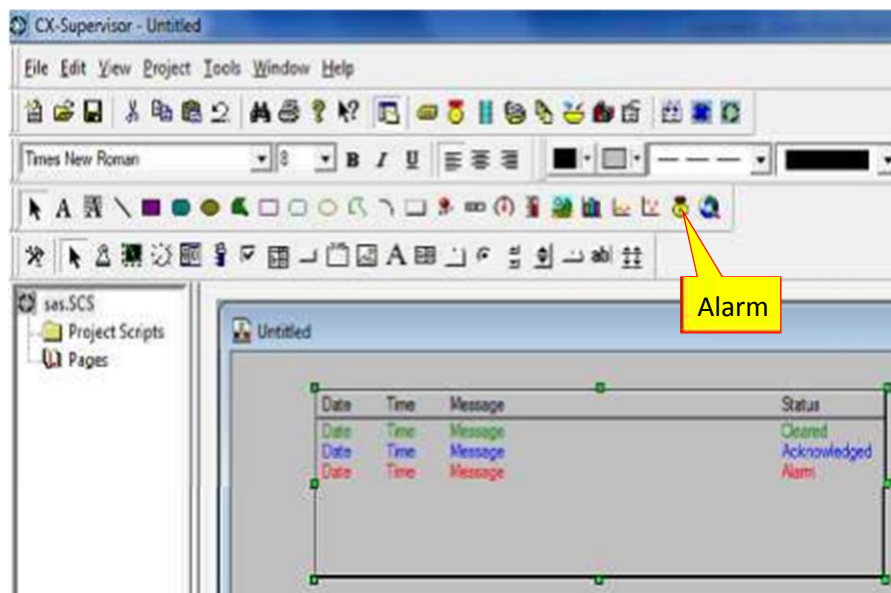 CX-Supervisor - Untitled
File Edit View Project Tools Window Help
Times New Roman 8 B I U
A A
A ab|
Alarm
sas.SCS
Project Scripts
Pages
Untitled
Date Time Message Status
Date Time Message Cleared
Date Time Message Acknowledged
Date Time Message Alarm